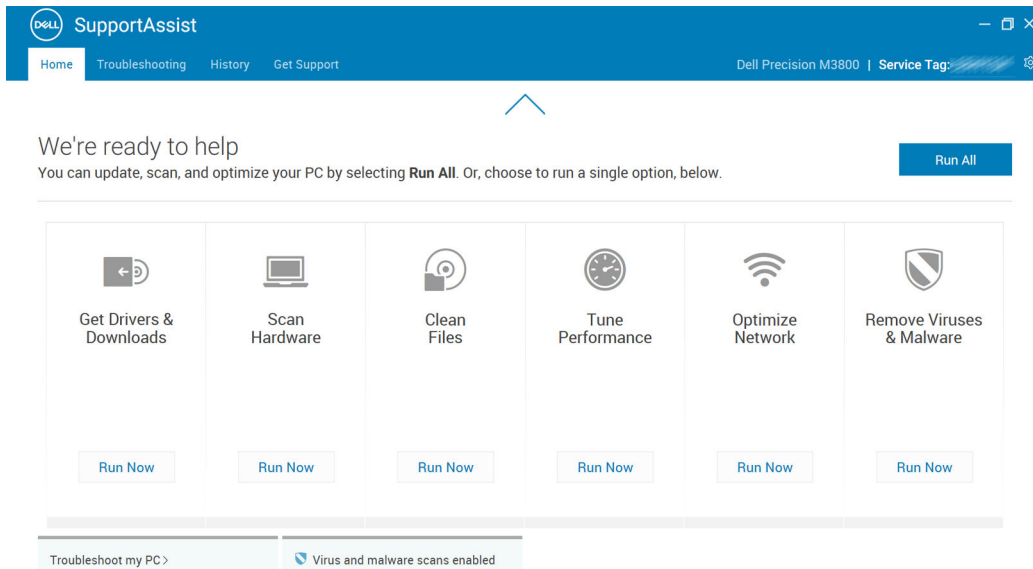 DELL SupportAssist
Home Troubleshooting History Get Support Dell Precision M3800 | Service Tag:
We're ready to help
You can update, scan, and optimize your PC by selecting Run All. Or, choose to run a single option, below.
Run All
Get Drivers &
Downloads
Scan
Hardware
Clean
Files
Tune
Performance
Optimize
Network
Remove Viruses
& Malware
Run Now Run Now Run Now Run Now Run Now Run Now
Troubleshoot my PC >
Virus and malware scans enabled